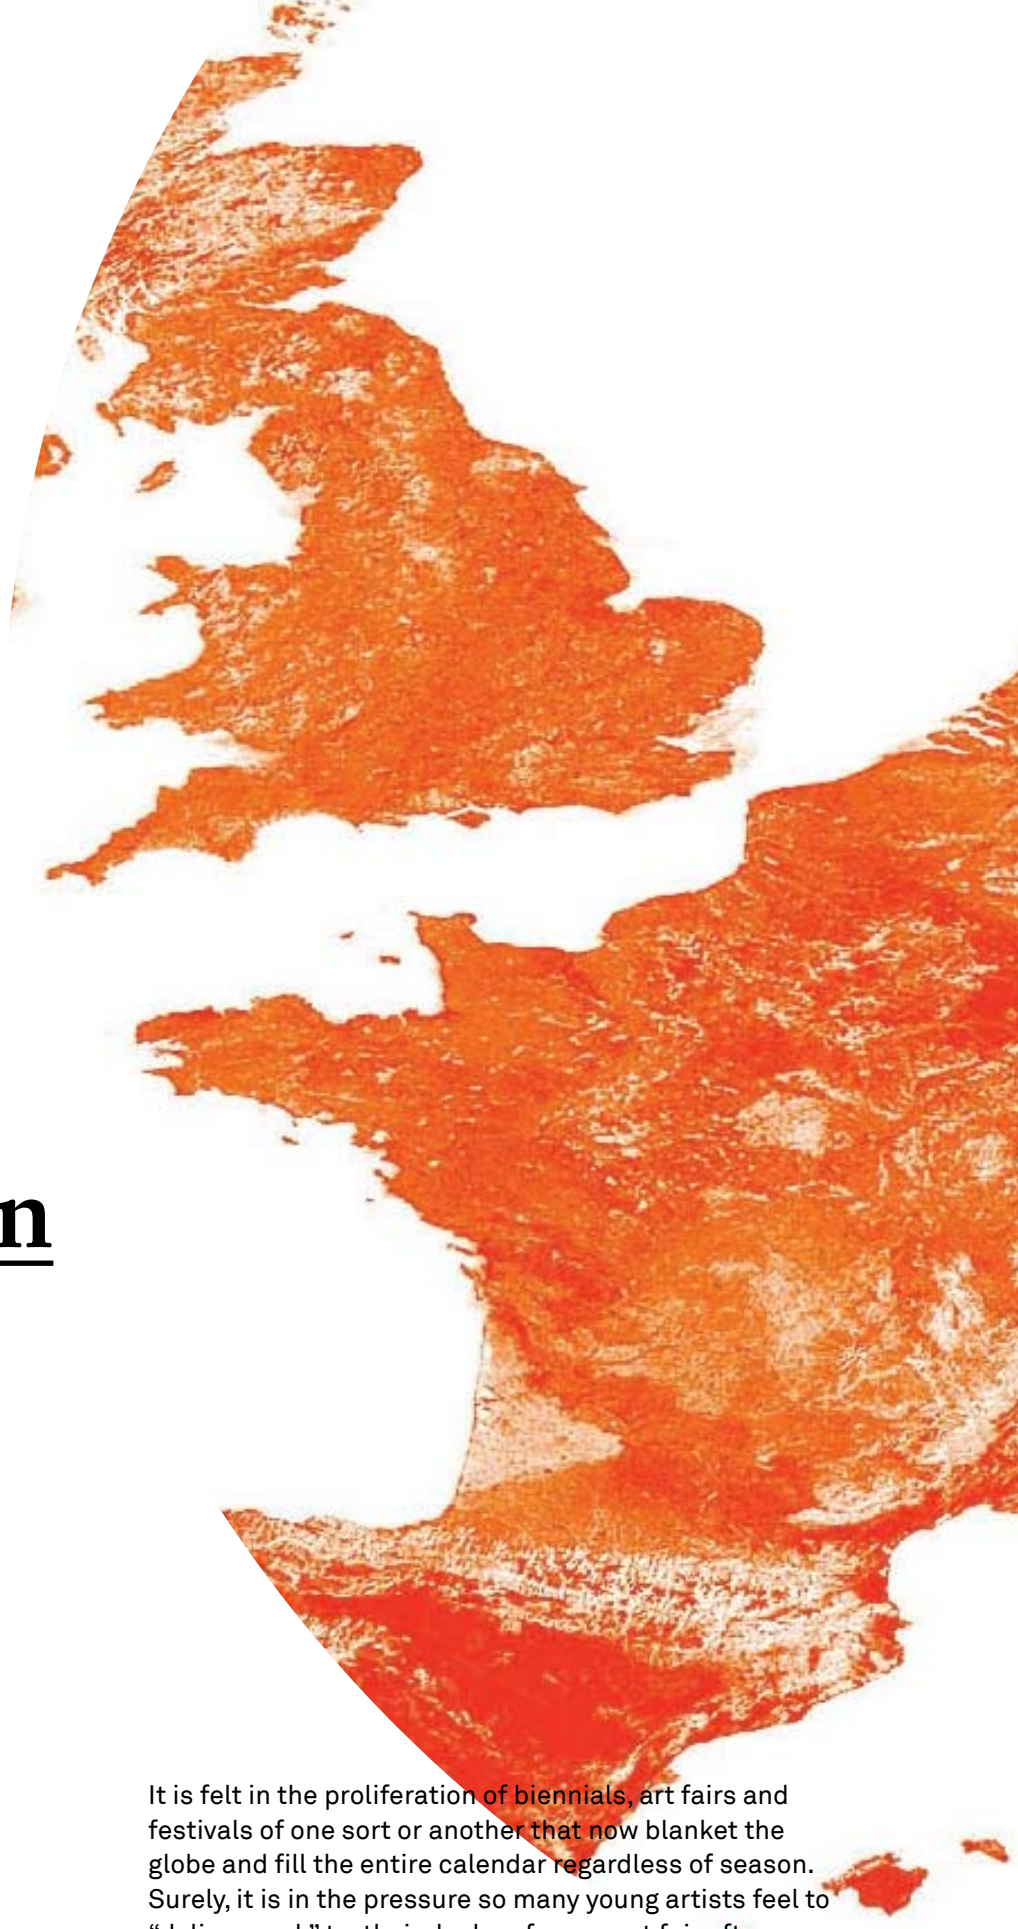 n
It is felt in the proliferation of biennials, art fairs and
festivals of one sort or another that now blanket the
globe and fill the entire calendar regardless of season.
Surely, it is in the pressure so many young artists feel to